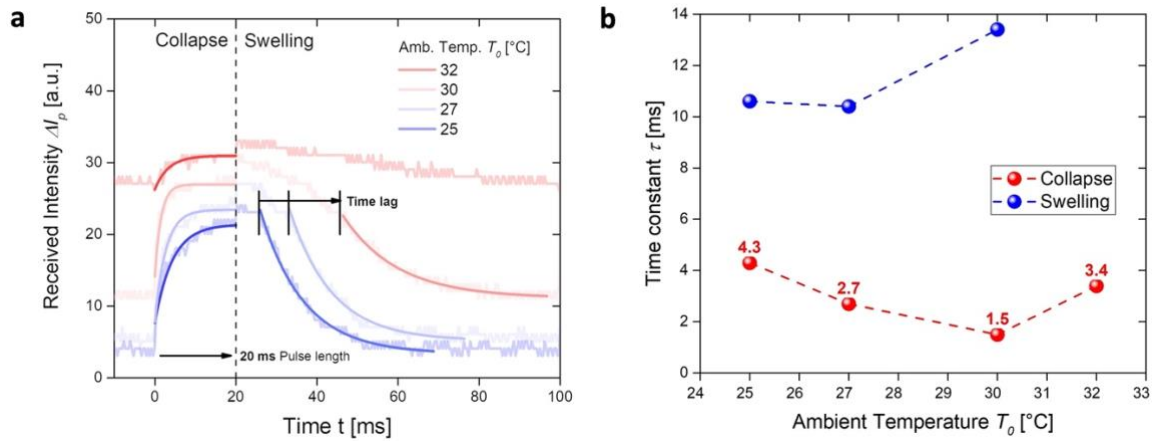 a
Collapse
Swelling
Amb. Temp. T₀ [°C]
32
30
27
25
Time lag
20 ms Pulse length
Received Intensity ΔIₚ [a.u.]
50
40
30
20
10
0
0
20
40
60
80
100
Time t [ms]
b
Time constant τ [ms]
14
12
10
8
6
4
2
0
4.3
2.7
1.5
3.4
Collapse
Swelling
24
25
26
27
28
29
30
31
32
33
Ambient Temperature T₀ [°C]